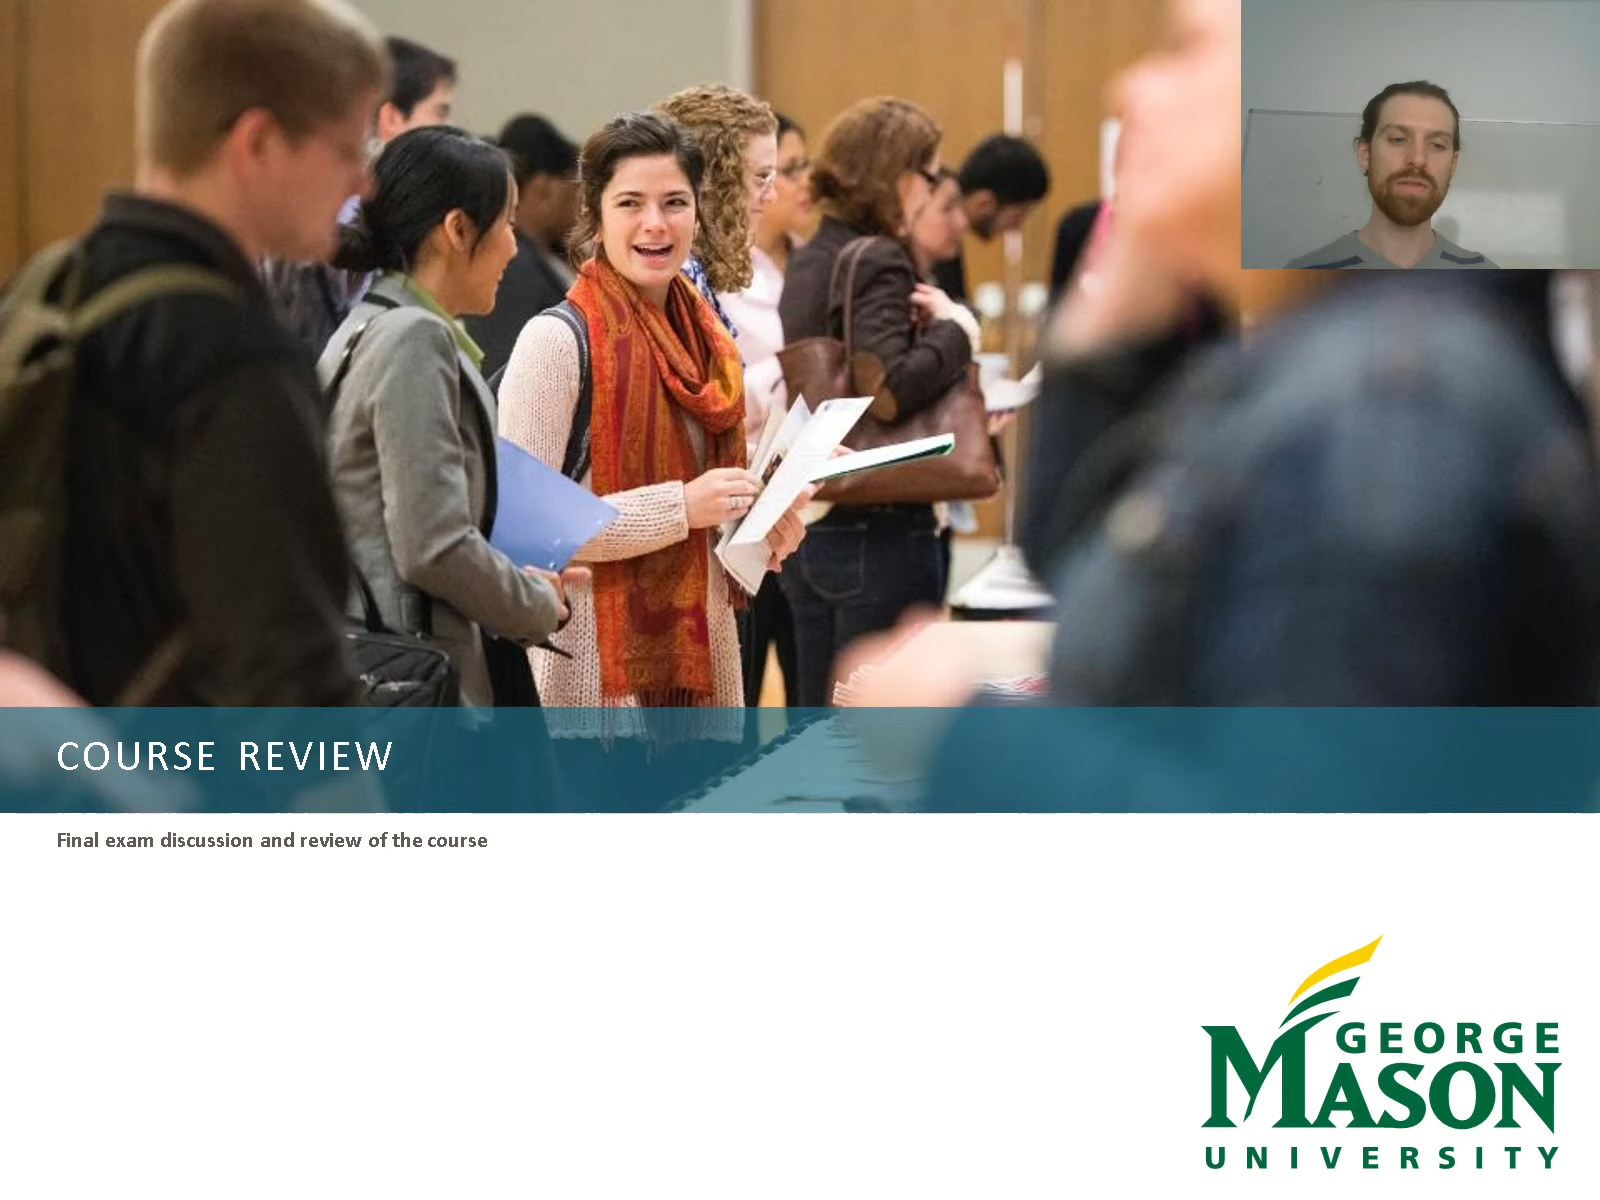 COURSE REVIEW
Final exam discussion and review of the course
GEORGE
MASON
UNIVERSITY